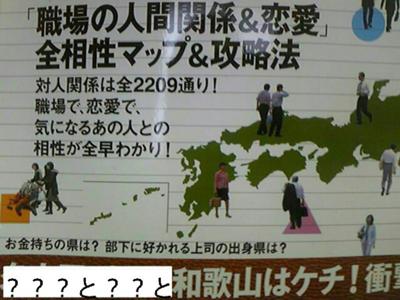 「職場の人間関係&恋愛」
全相性マップ&攻略法
対人関係は全2209通り!
職場で、恋愛で、
気になるあの人との
相性が全早わかり!
お金持ちの県は? 部下に好かれる上司の出身県は?
???と??と和歌山はケチ!衝撃